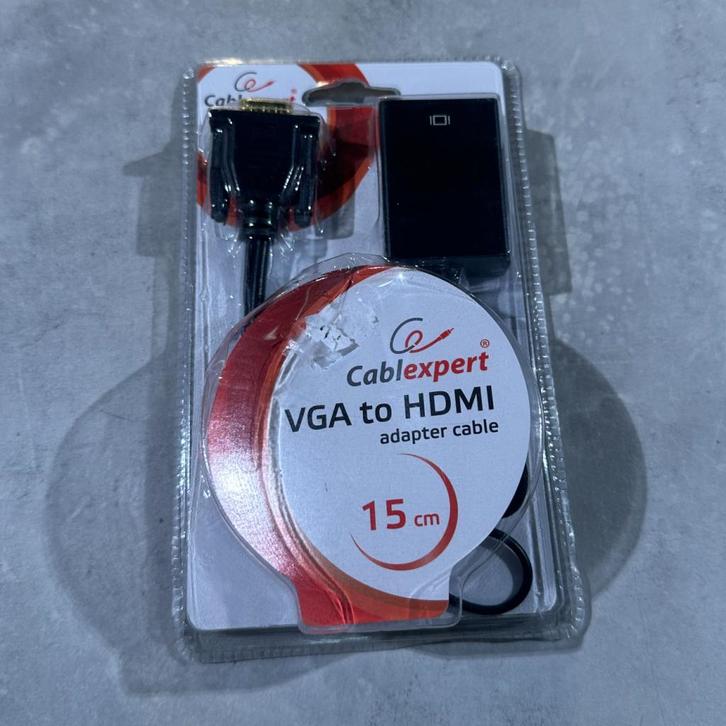 Cablexpert®
VGA to HDMI
adapter cable
15 cm